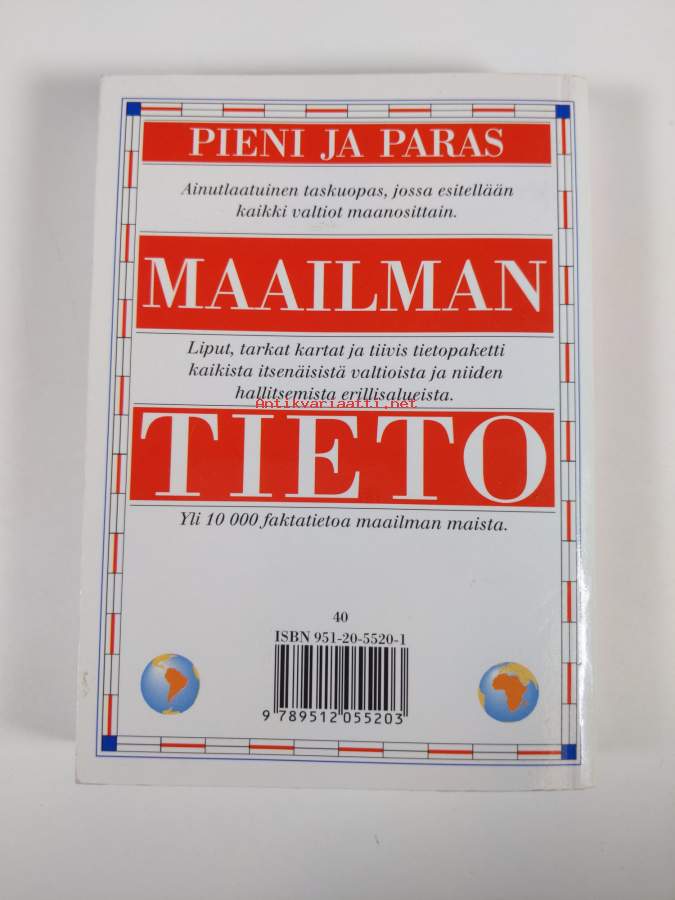 PIENI JA PARAS
Ainutlaatuinen taskuopas, jossa esitellään
kaikki valtiot maanosittain.
MAAILMAN
Liput, tarkat kartat ja tiivis tietopaketti
kaikista itsenäisistä valtioista ja niiden
hallitsemista erillisalueista.
Antikvariaatti.net
TIETO
Yli 10 000 faktatietoa maailman maista.
40
ISBN 951-20-5520-1
9 789512 055203